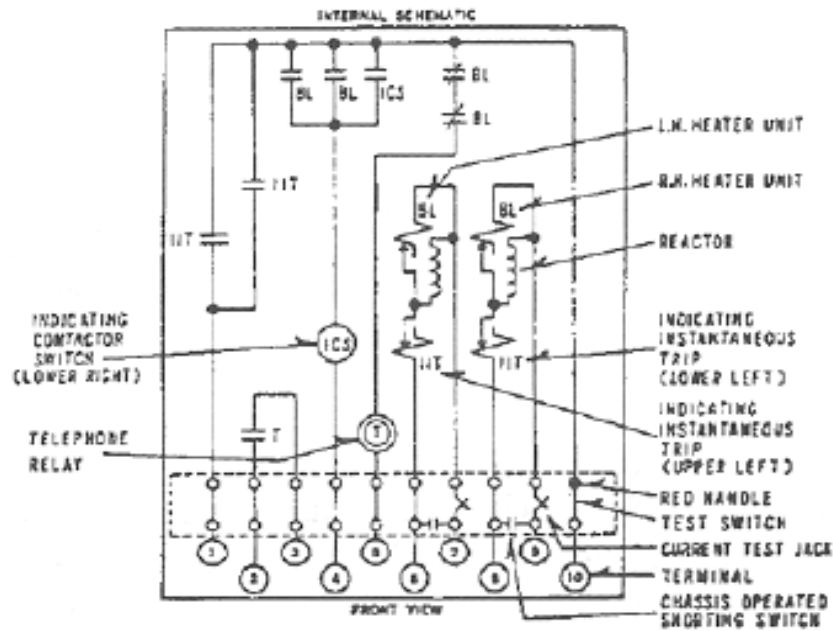 INTERNAL SCHEMATIC
BL
BL
ICS
BL
BL
IIT
IIT
BL
BL
IIT
IIT
ICS
T
T
L.H. HEATER UNIT
R.H. HEATER UNIT
REACTOR
INDICATING
INSTANTANEOUS
TRIP
(LOWER LEFT)
INDICATING
INSTANTANEOUS
TRIP
(UPPER LEFT)
INDICATING
CONTACTOR
SWITCH
(LOWER RIGHT)
TELEPHONE
RELAY
RED HANDLE
TEST SWITCH
CURRENT TEST JACK
TERMINAL
CHASSIS OPERATED
SHORTING SWITCH
1
2
3
4
5
6
7
8
9
10
FRONT VIEW